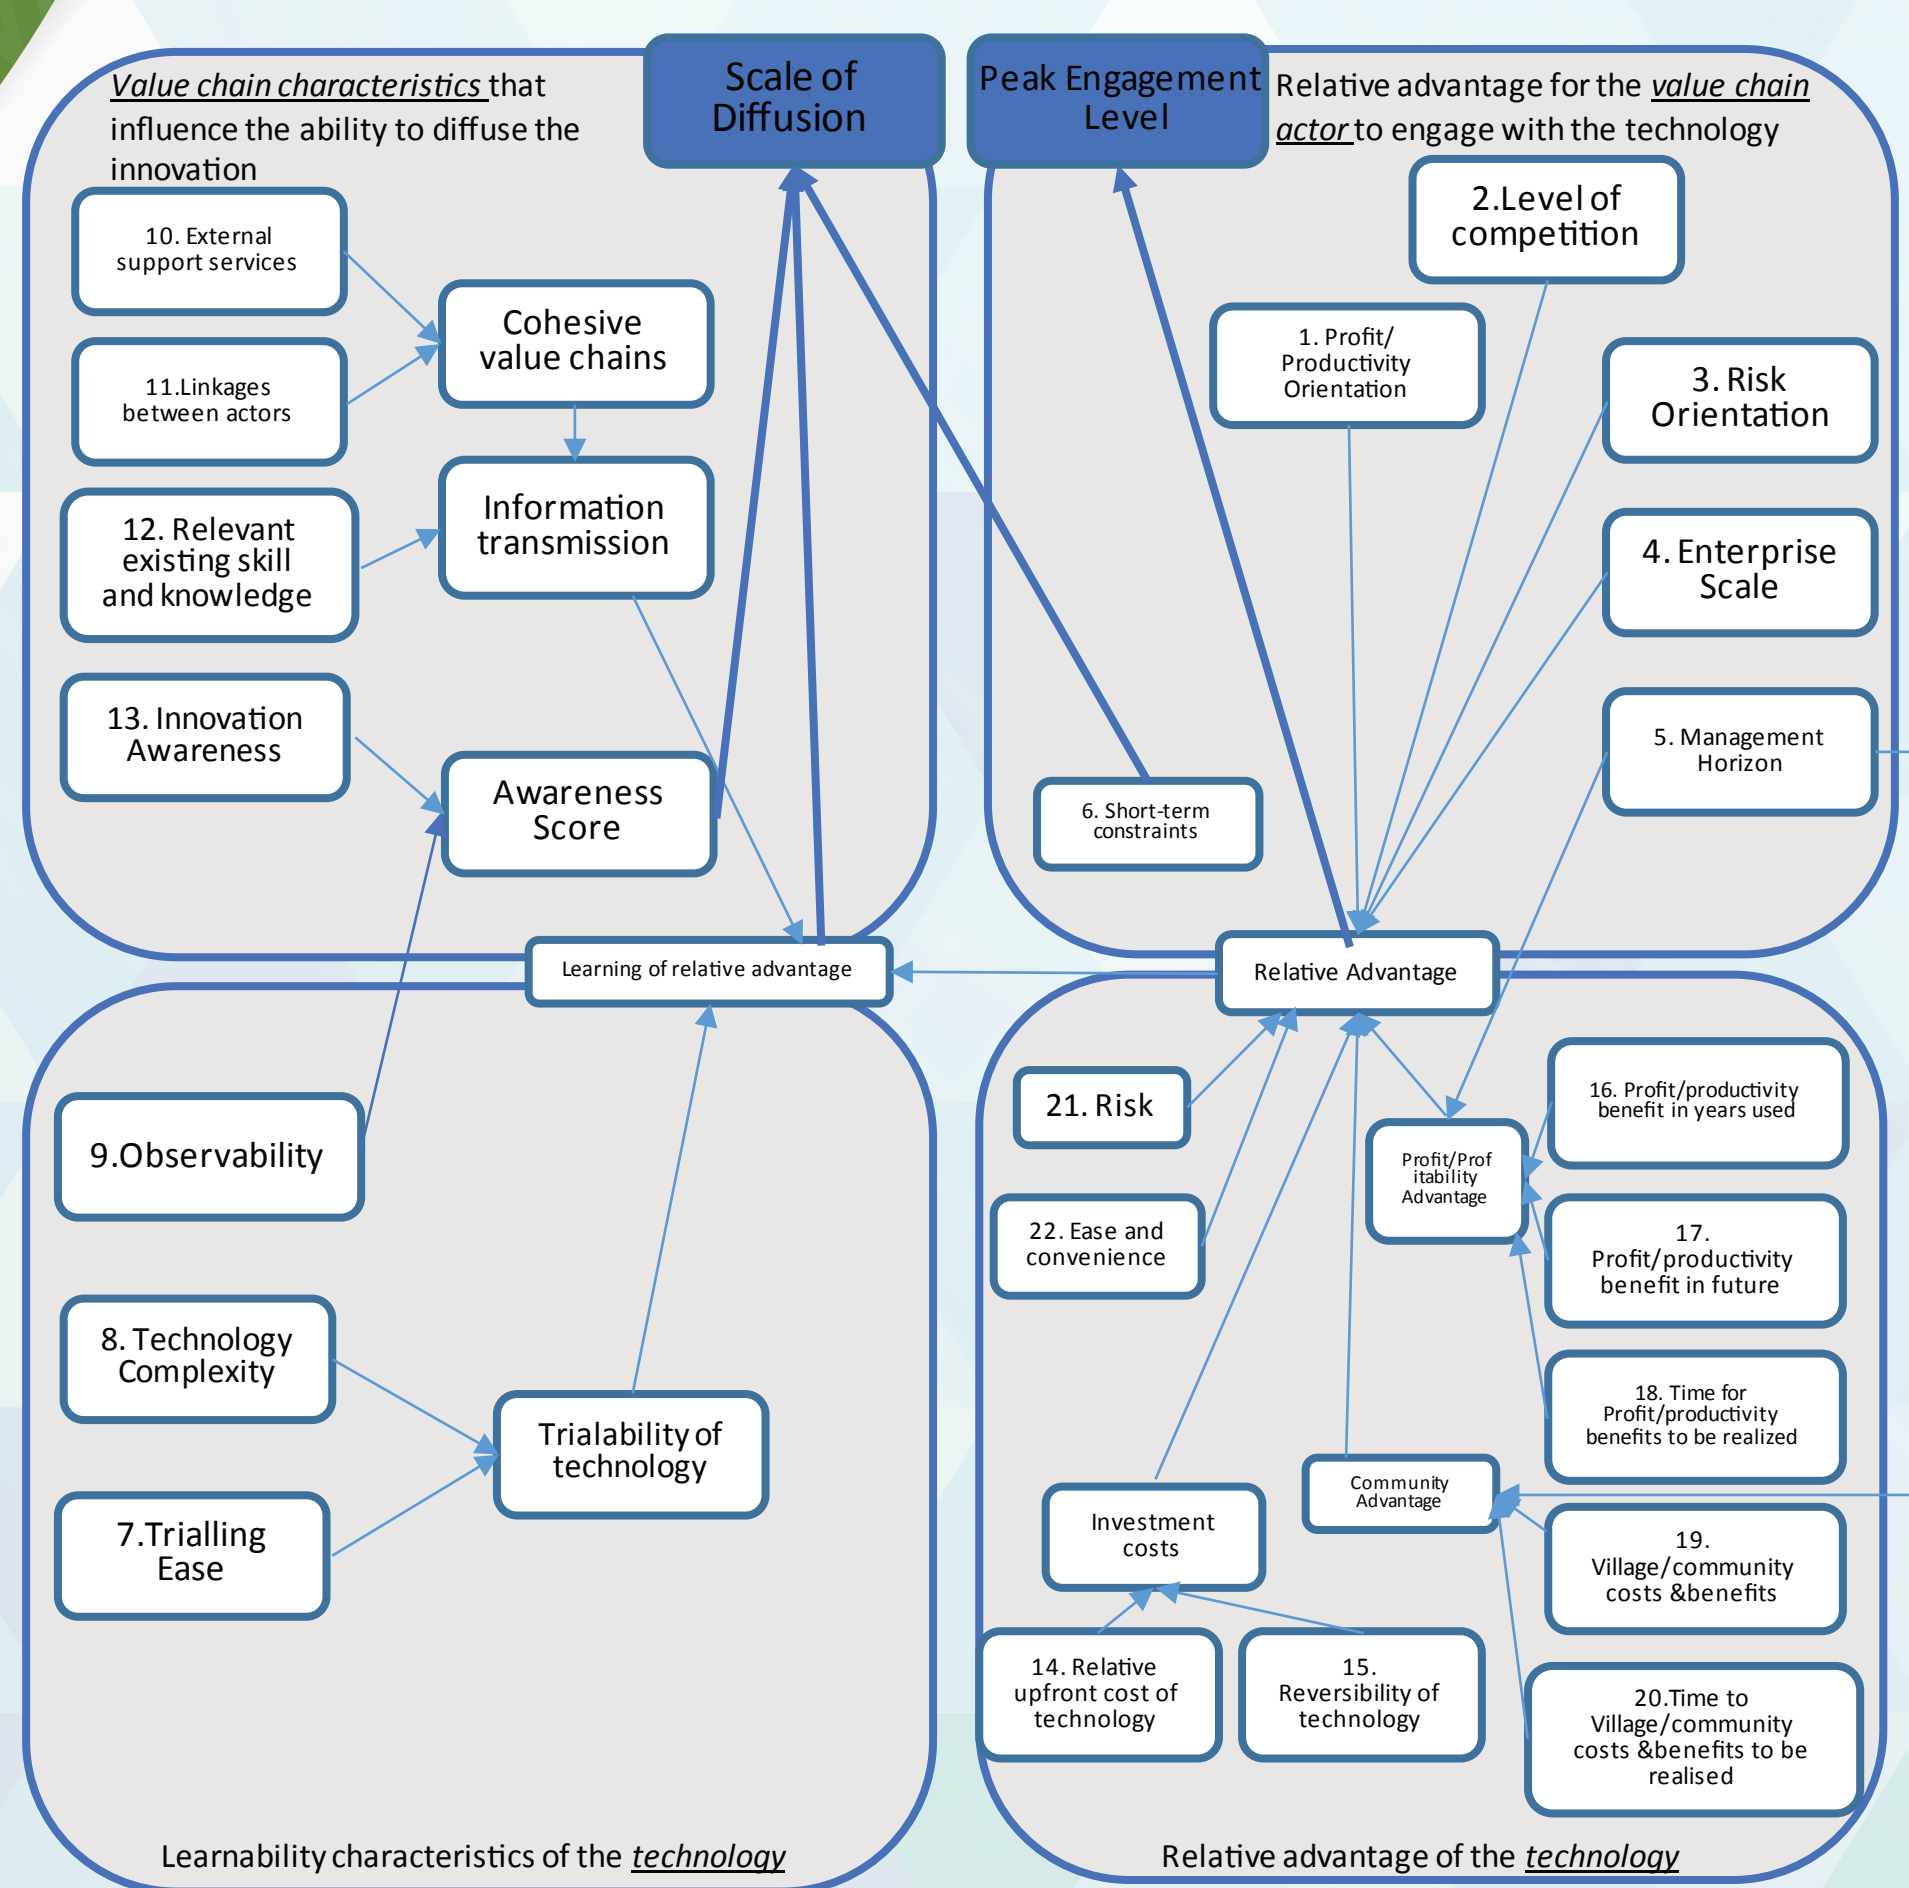 Value chain characteristics that
influence the ability to diffuse the
innovation
Scale of
Diffusion
Peak Engagement
Level
Relative advantage for the value chain
actor to engage with the technology
10. External
support services
11.Linkages
between actors
12. Relevant
existing skill
and knowledge
13. Innovation
Awareness
Cohesive
value chains
Information
transmission
Awareness
Score
2.Level of
competition
1. Profit/
Productivity
Orientation
3. Risk
Orientation
4. Enterprise
Scale
5. Management
Horizon
6. Short-term
constraints
Learning of relative advantage
Relative Advantage
9.Observability
8. Technology
Complexity
7.Trialling
Ease
Trialability of
technology
Learnability characteristics of the technology
21. Risk
22. Ease and
convenience
Profit/Prof
itability
Advantage
16. Profit/productivity
benefit in years used
17.
Profit/productivity
benefit in future
18. Time for
Profit/productivity
benefits to be realized
Community
Advantage
Investment
costs
19.
Village/community
costs &benefits
14. Relative
upfront cost of
technology
15.
Reversibility of
technology
20.Time to
Village/community
costs &benefits to be
realised
Relative advantage of the technology